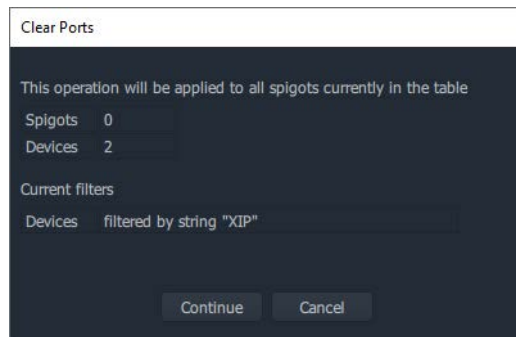 Clear Ports
This operation will be applied to all spigots currently in the table
Spigots 0
Devices 2
Current filters
Devices filtered by string "XIP"
Continue Cancel